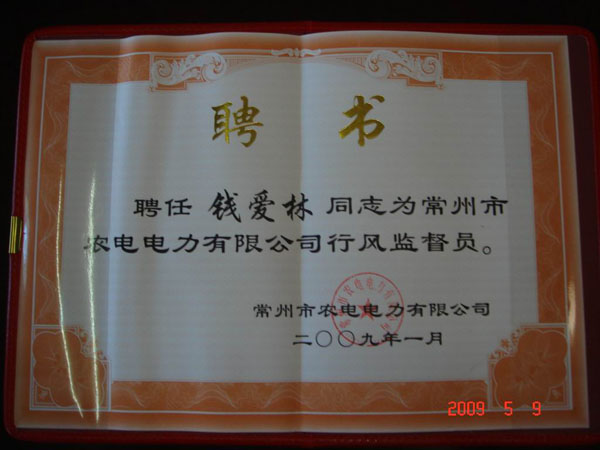 聘书
聘任 钱爱林 同志为常州市
农电电力有限公司行风监督员。
常州市农电电力有限公司
二〇〇九年一月
2009 5 9